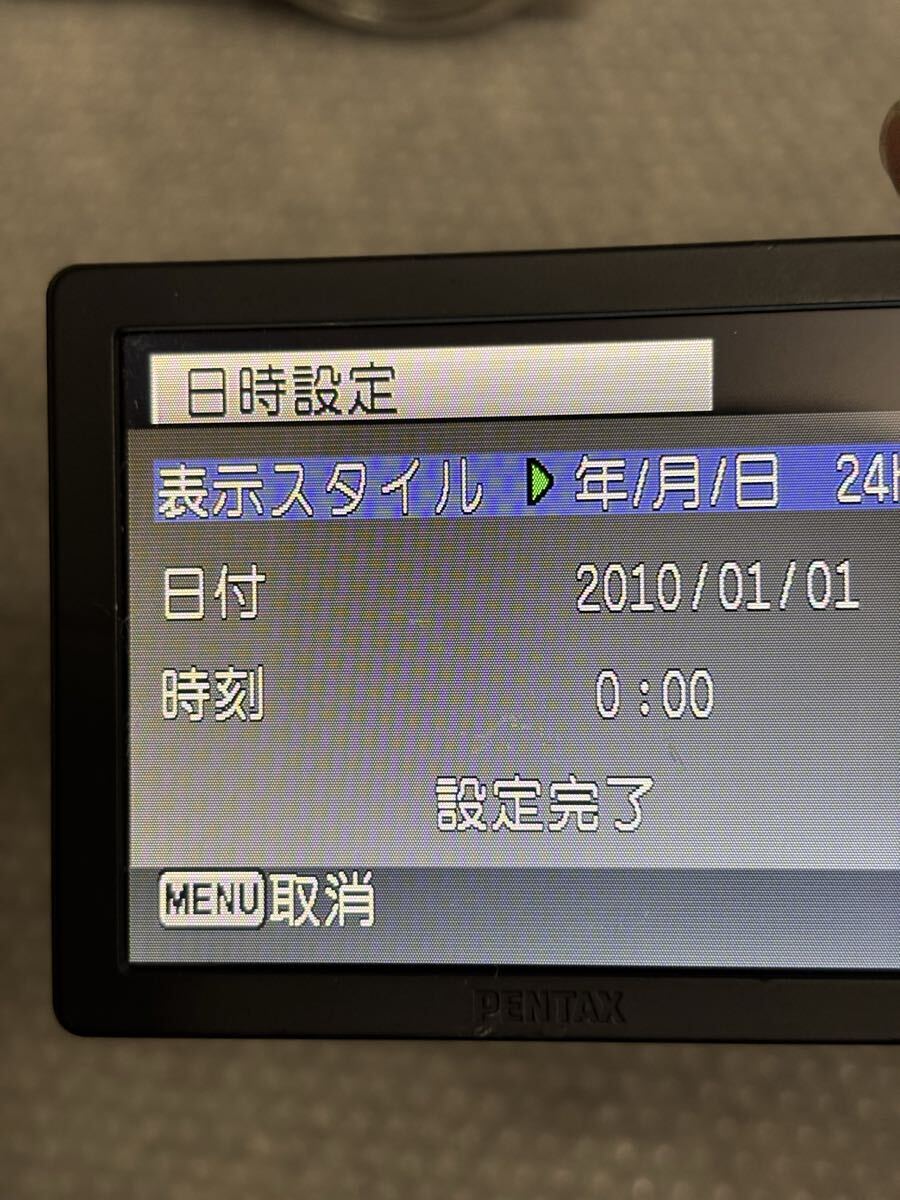 日時設定
表示スタイル 年/月/日 24h
日付 2010/01/01
時刻 0:00
設定完了
MENU取消
PENTAX